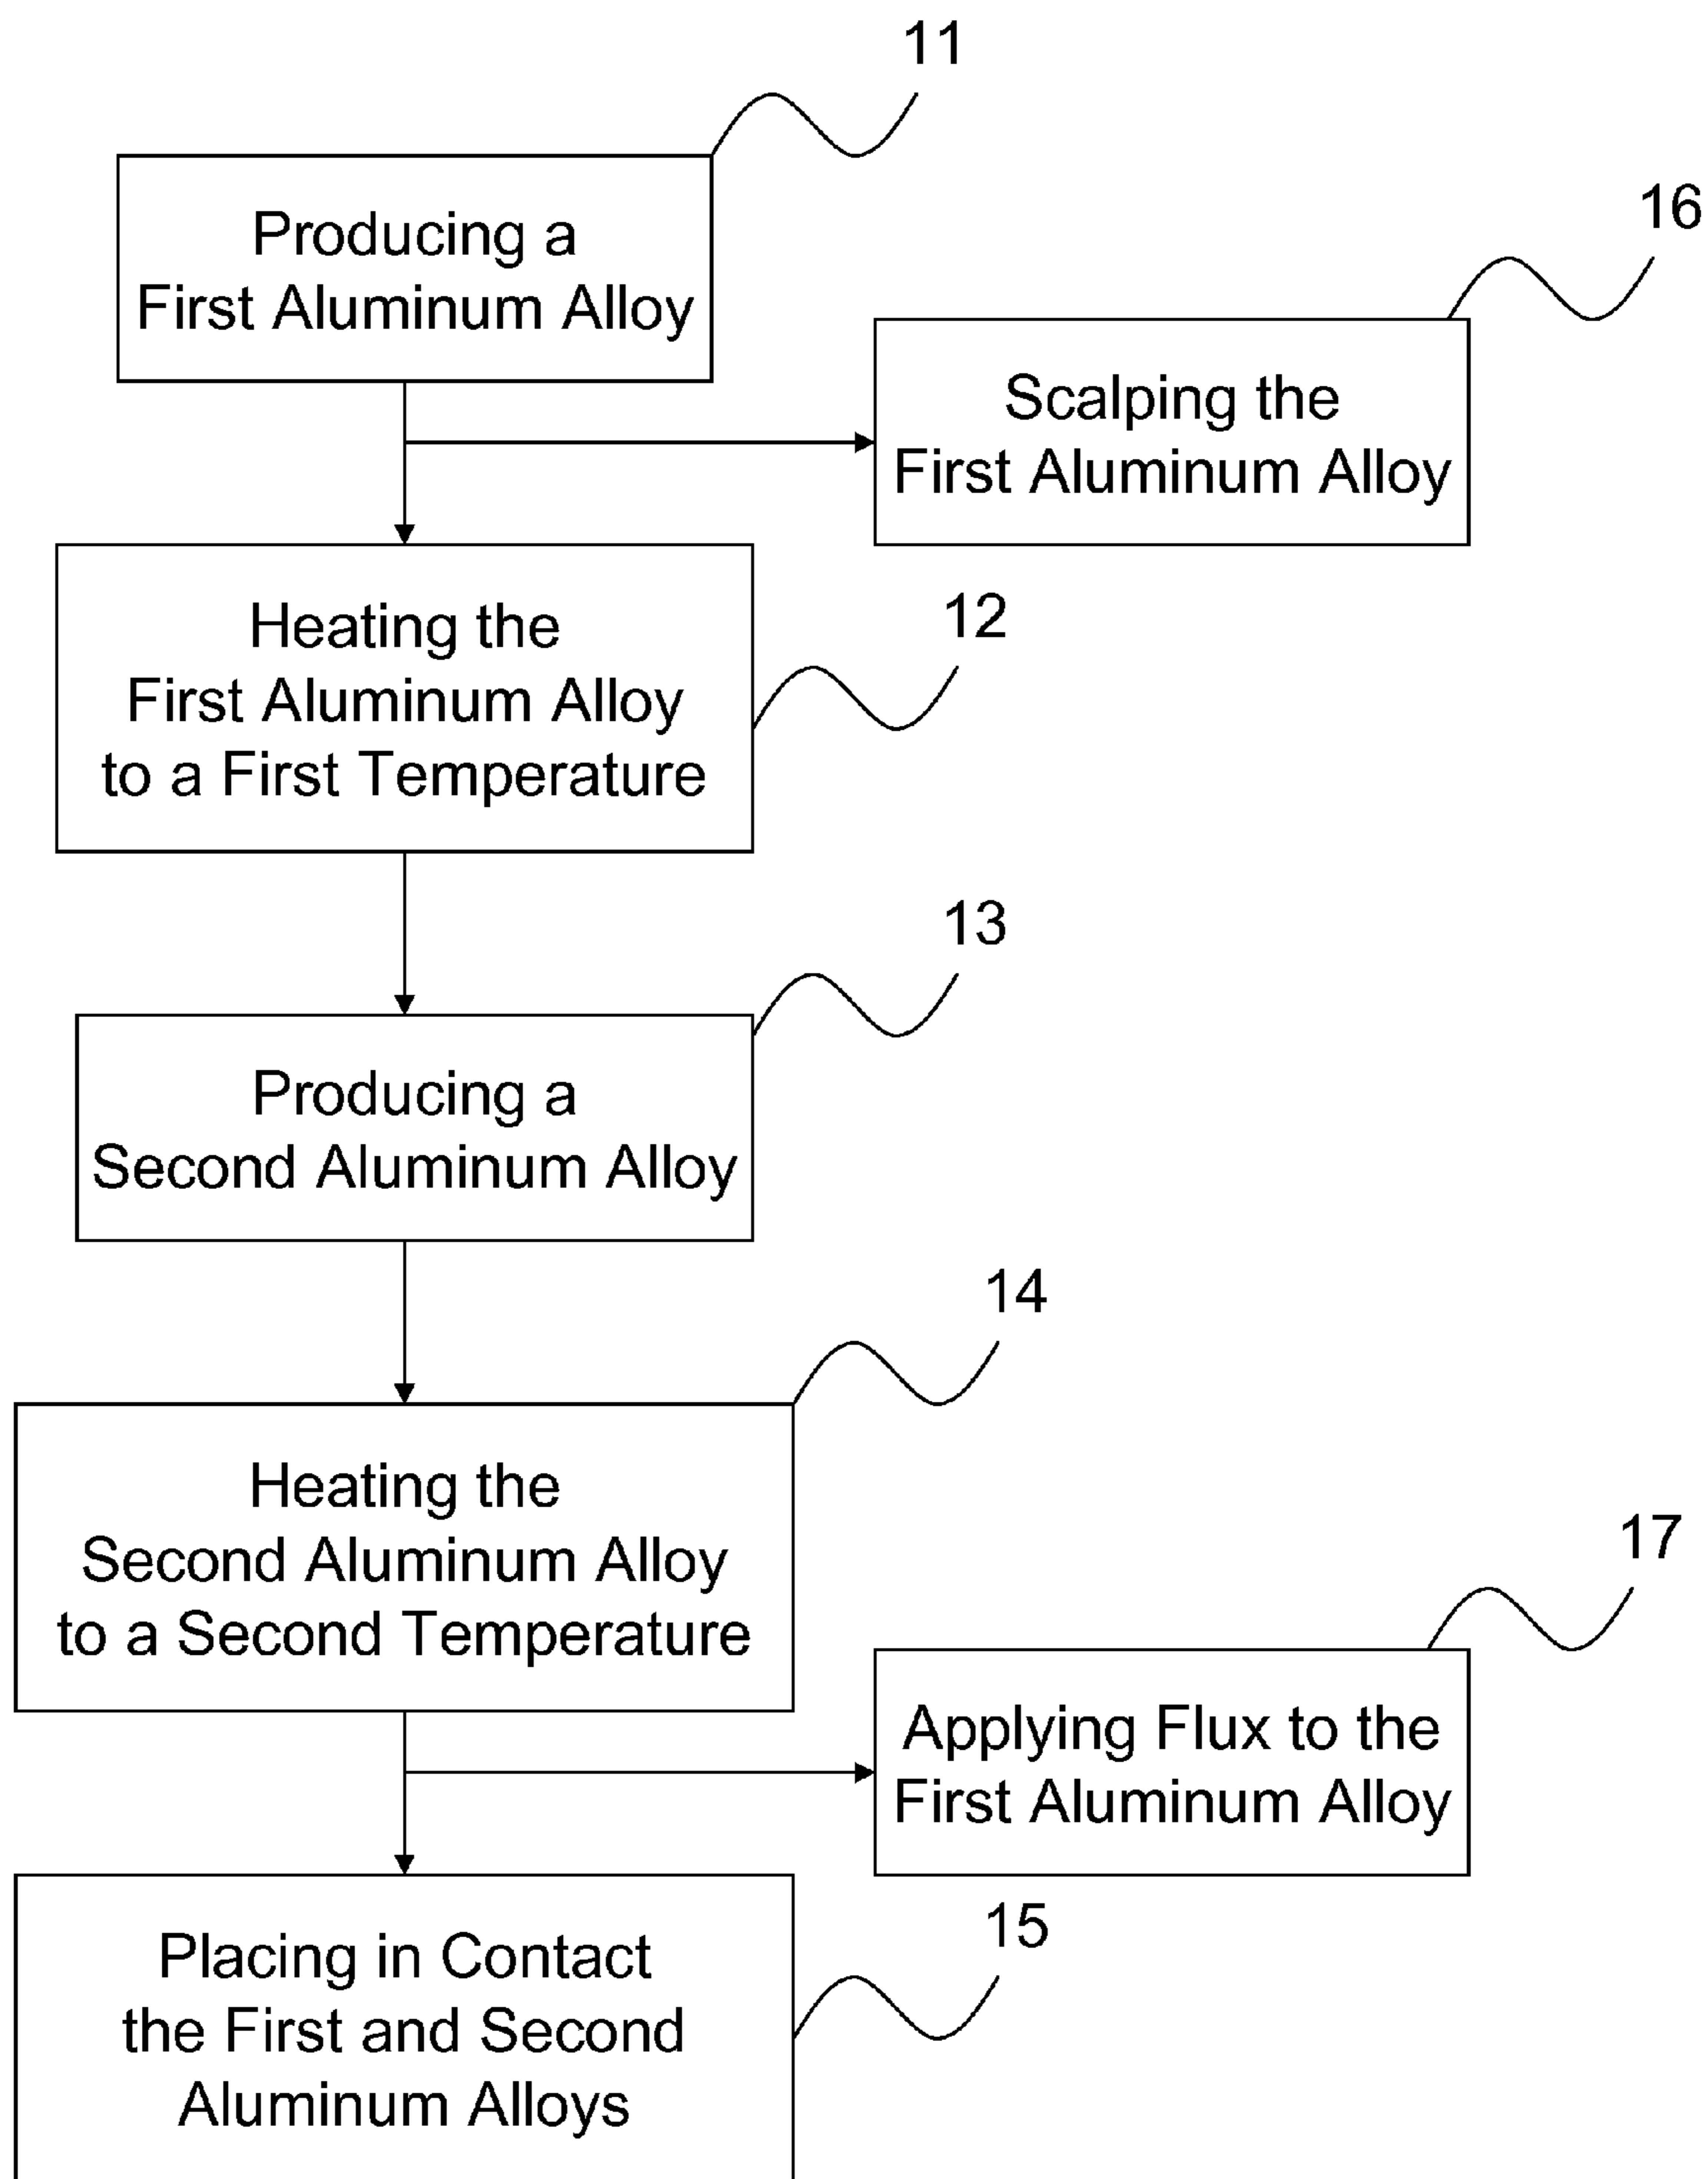 11
Producing a
First Aluminum Alloy
16
Scalping the
First Aluminum Alloy
12
Heating the
First Aluminum Alloy
to a First Temperature
13
Producing a
Second Aluminum Alloy
14
Heating the
Second Aluminum Alloy
to a Second Temperature
17
Applying Flux to the
First Aluminum Alloy
15
Placing in Contact
the First and Second
Aluminum Alloys